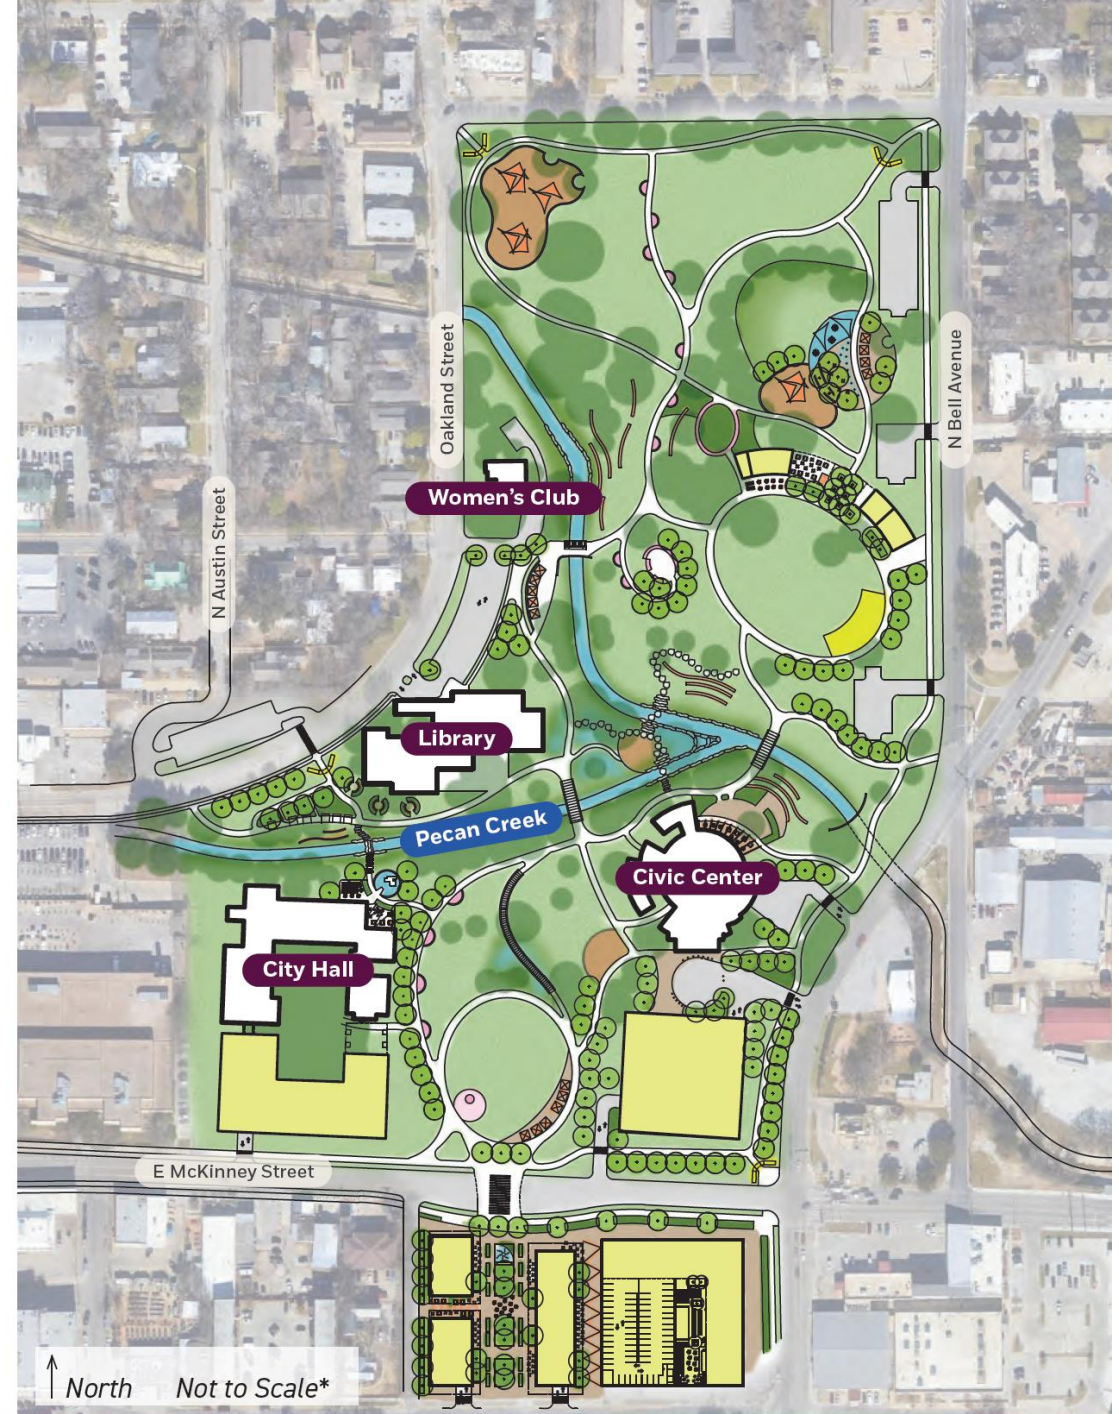 Oakland Street
N Bell Avenue
Women's Club
N Austin Street
Library
Pecan Creek
Civic Center
City Hall
E McKinney Street
North
Not to Scale*